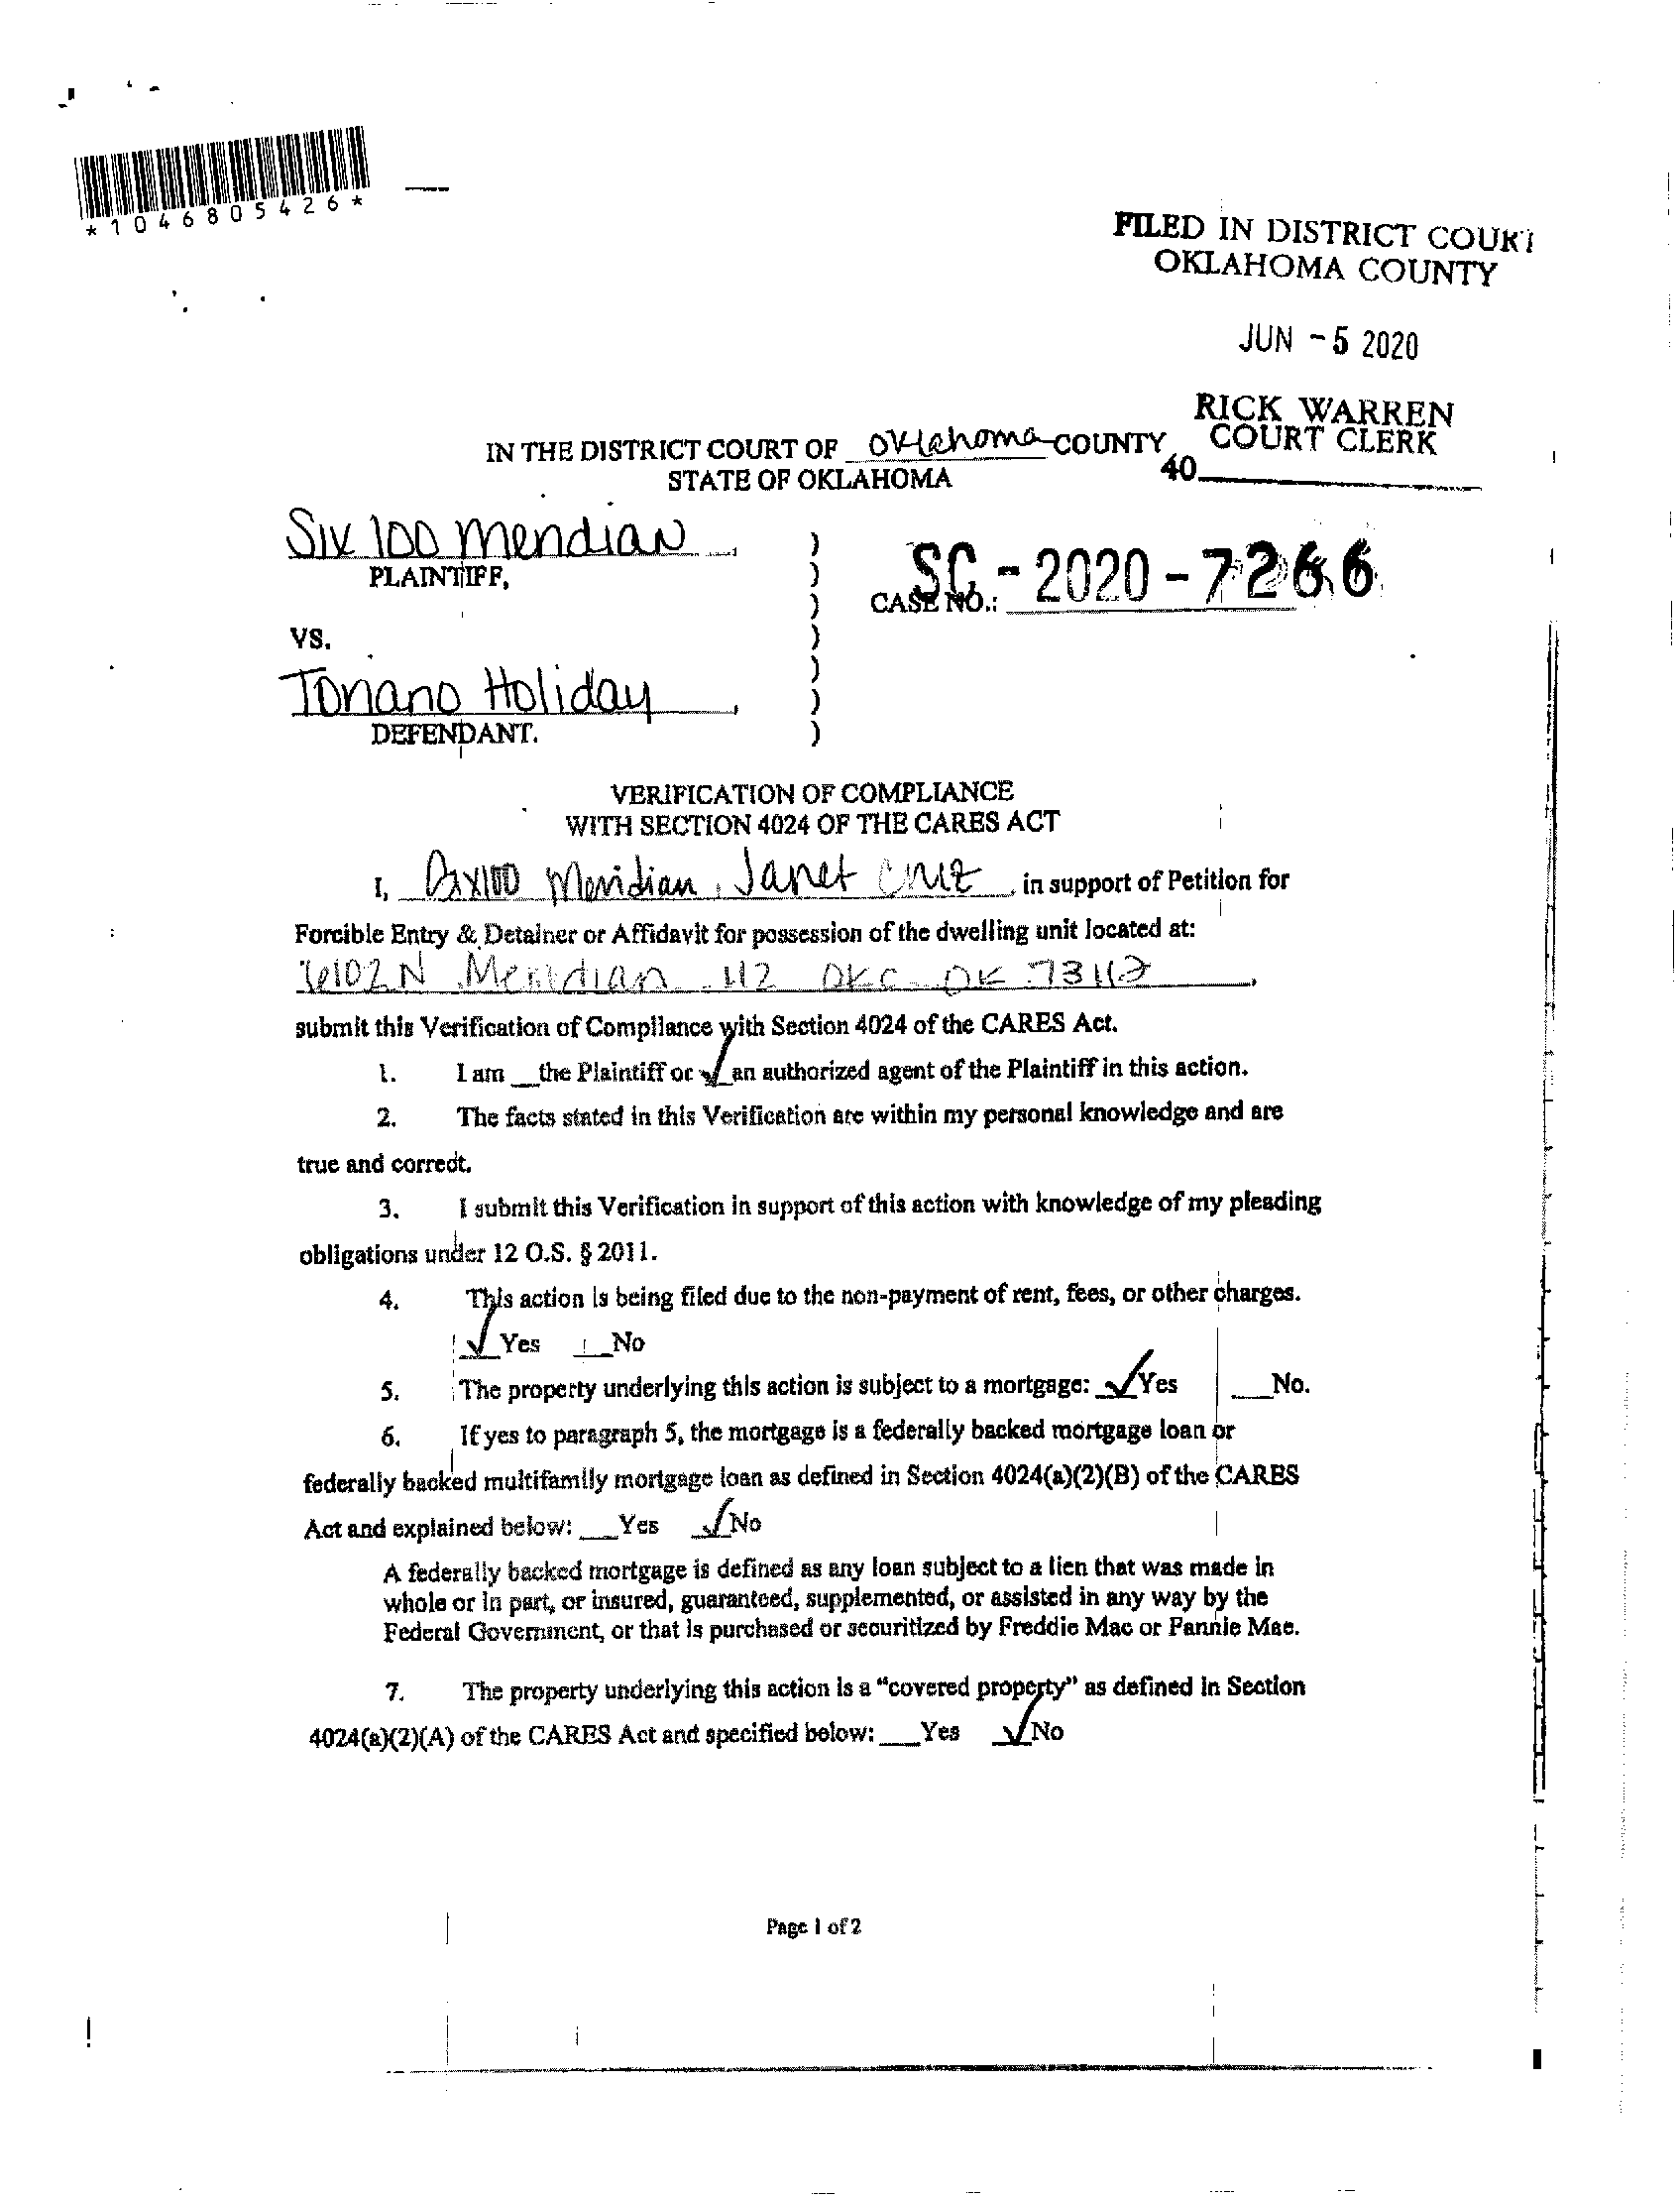 *1046805426*
FILED IN DISTRICT COURT
OKLAHOMA COUNTY
JUN - 5 2020
RICK WARREN
COURT CLERK
40
IN THE DISTRICT COURT OF Oklahoma COUNTY
STATE OF OKLAHOMA
Six 100 Meridian,
PLAINTIFF,
CASE NO.: SC - 2020 - 7266
VS.
Tonano Holiday,
DEFENDANT.
)
)
)
)
)
)
)
VERIFICATION OF COMPLIANCE
WITH SECTION 4024 OF THE CARES ACT
I, Six100 Meridian, Janet Cruz, in support of Petition for
Forcible Entry & Detainer or Affidavit for possession of the dwelling unit located at:
6102 N Meridian 112 OKC OK 73112,
submit this Verification of Compliance with Section 4024 of the CARES Act.
1. I am __the Plaintiff or ✓ an authorized agent of the Plaintiff in this action.
2. The facts stated in this Verification are within my personal knowledge and are
true and correct.
3. I submit this Verification in support of this action with knowledge of my pleading
obligations under 12 O.S. § 2011.
4. This action is being filed due to the non-payment of rent, fees, or other charges.
✓ Yes __No
5. The property underlying this action is subject to a mortgage: ✓ Yes __No.
6. If yes to paragraph 5, the mortgage is a federally backed mortgage loan or
federally backed multifamily mortgage loan as defined in Section 4024(a)(2)(B) of the CARES
Act and explained below: __Yes ✓ No
A federally backed mortgage is defined as any loan subject to a lien that was made in
whole or in part, or insured, guaranteed, supplemented, or assisted in any way by the
Federal Government, or that is purchased or securitized by Freddie Mac or Fannie Mae.
7. The property underlying this action is a "covered property" as defined in Section
4024(a)(2)(A) of the CARES Act and specified below: __Yes ✓ No
Page 1 of 2